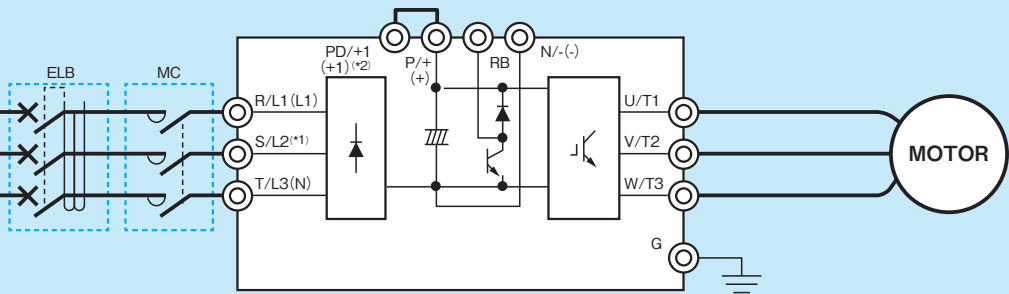 ELB
MC
PD/+1
(+1)(*2)
P/+
(+)
RB
N/-(-)
R/L1(L1)
S/L2(*1)
T/L3(N)
U/T1
V/T2
W/T3
MOTOR
G